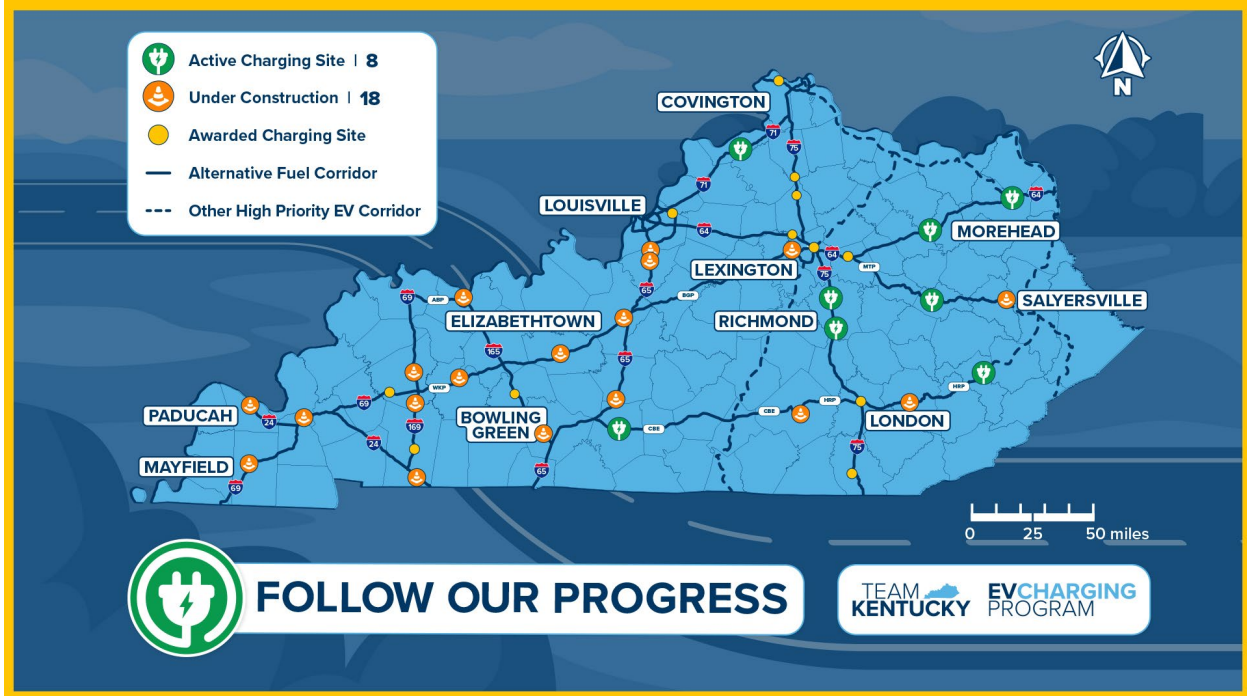 Active Charging Site | 8
Under Construction | 18
Awarded Charging Site
Alternative Fuel Corridor
Other High Priority EV Corridor
N
COVINGTON
71
75
71
64
LOUISVILLE
64
MOREHEAD
LEXINGTON
64
MTP
75
65
BGP
69
ABP
SALYERSVILLE
ELIZABETHTOWN
RICHMOND
165
65
WKP
HRP
69
PADUCAH
24
BOWLING
GREEN
CBE
HRP
LONDON
169
CBE
24
75
MAYFIELD
65
69
0 25 50 miles
FOLLOW OUR PROGRESS
TEAM
KENTUCKY
EVCHARGING
PROGRAM